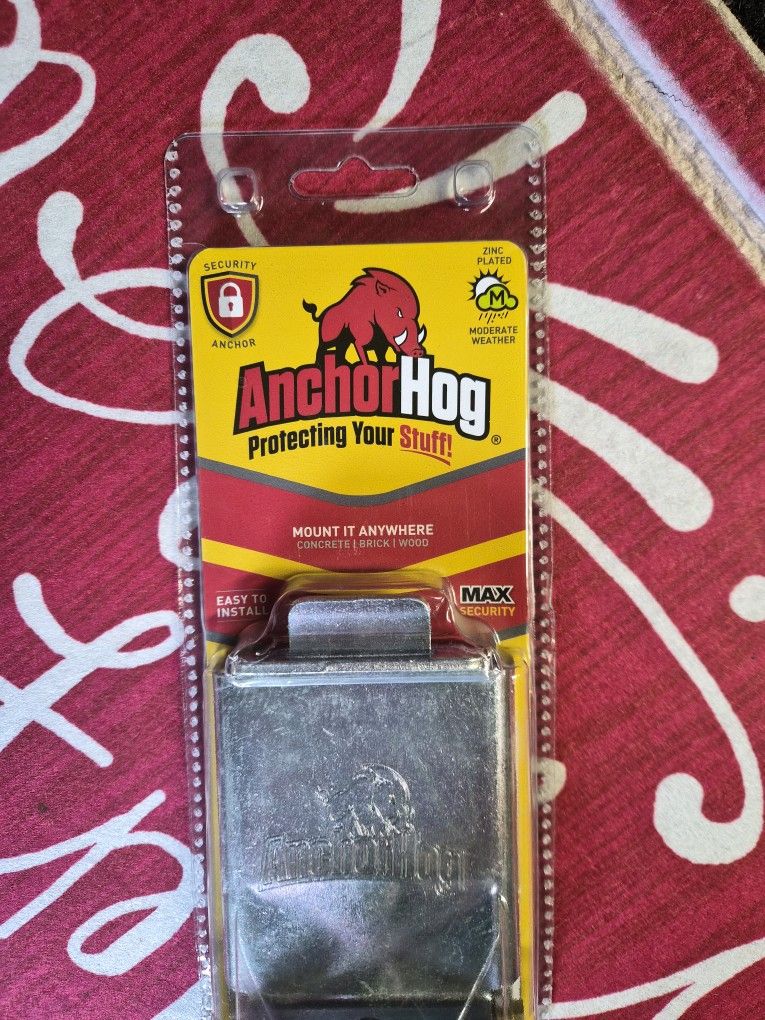 SECURITY
ANCHOR
ZINC
PLATED
M
MODERATE
WEATHER
AnchorHog
Protecting Your Stuff!
®
MOUNT IT ANYWHERE
CONCRETE | BRICK | WOOD
EASY TO
INSTALL
MAX
SECURITY
AnchorHog